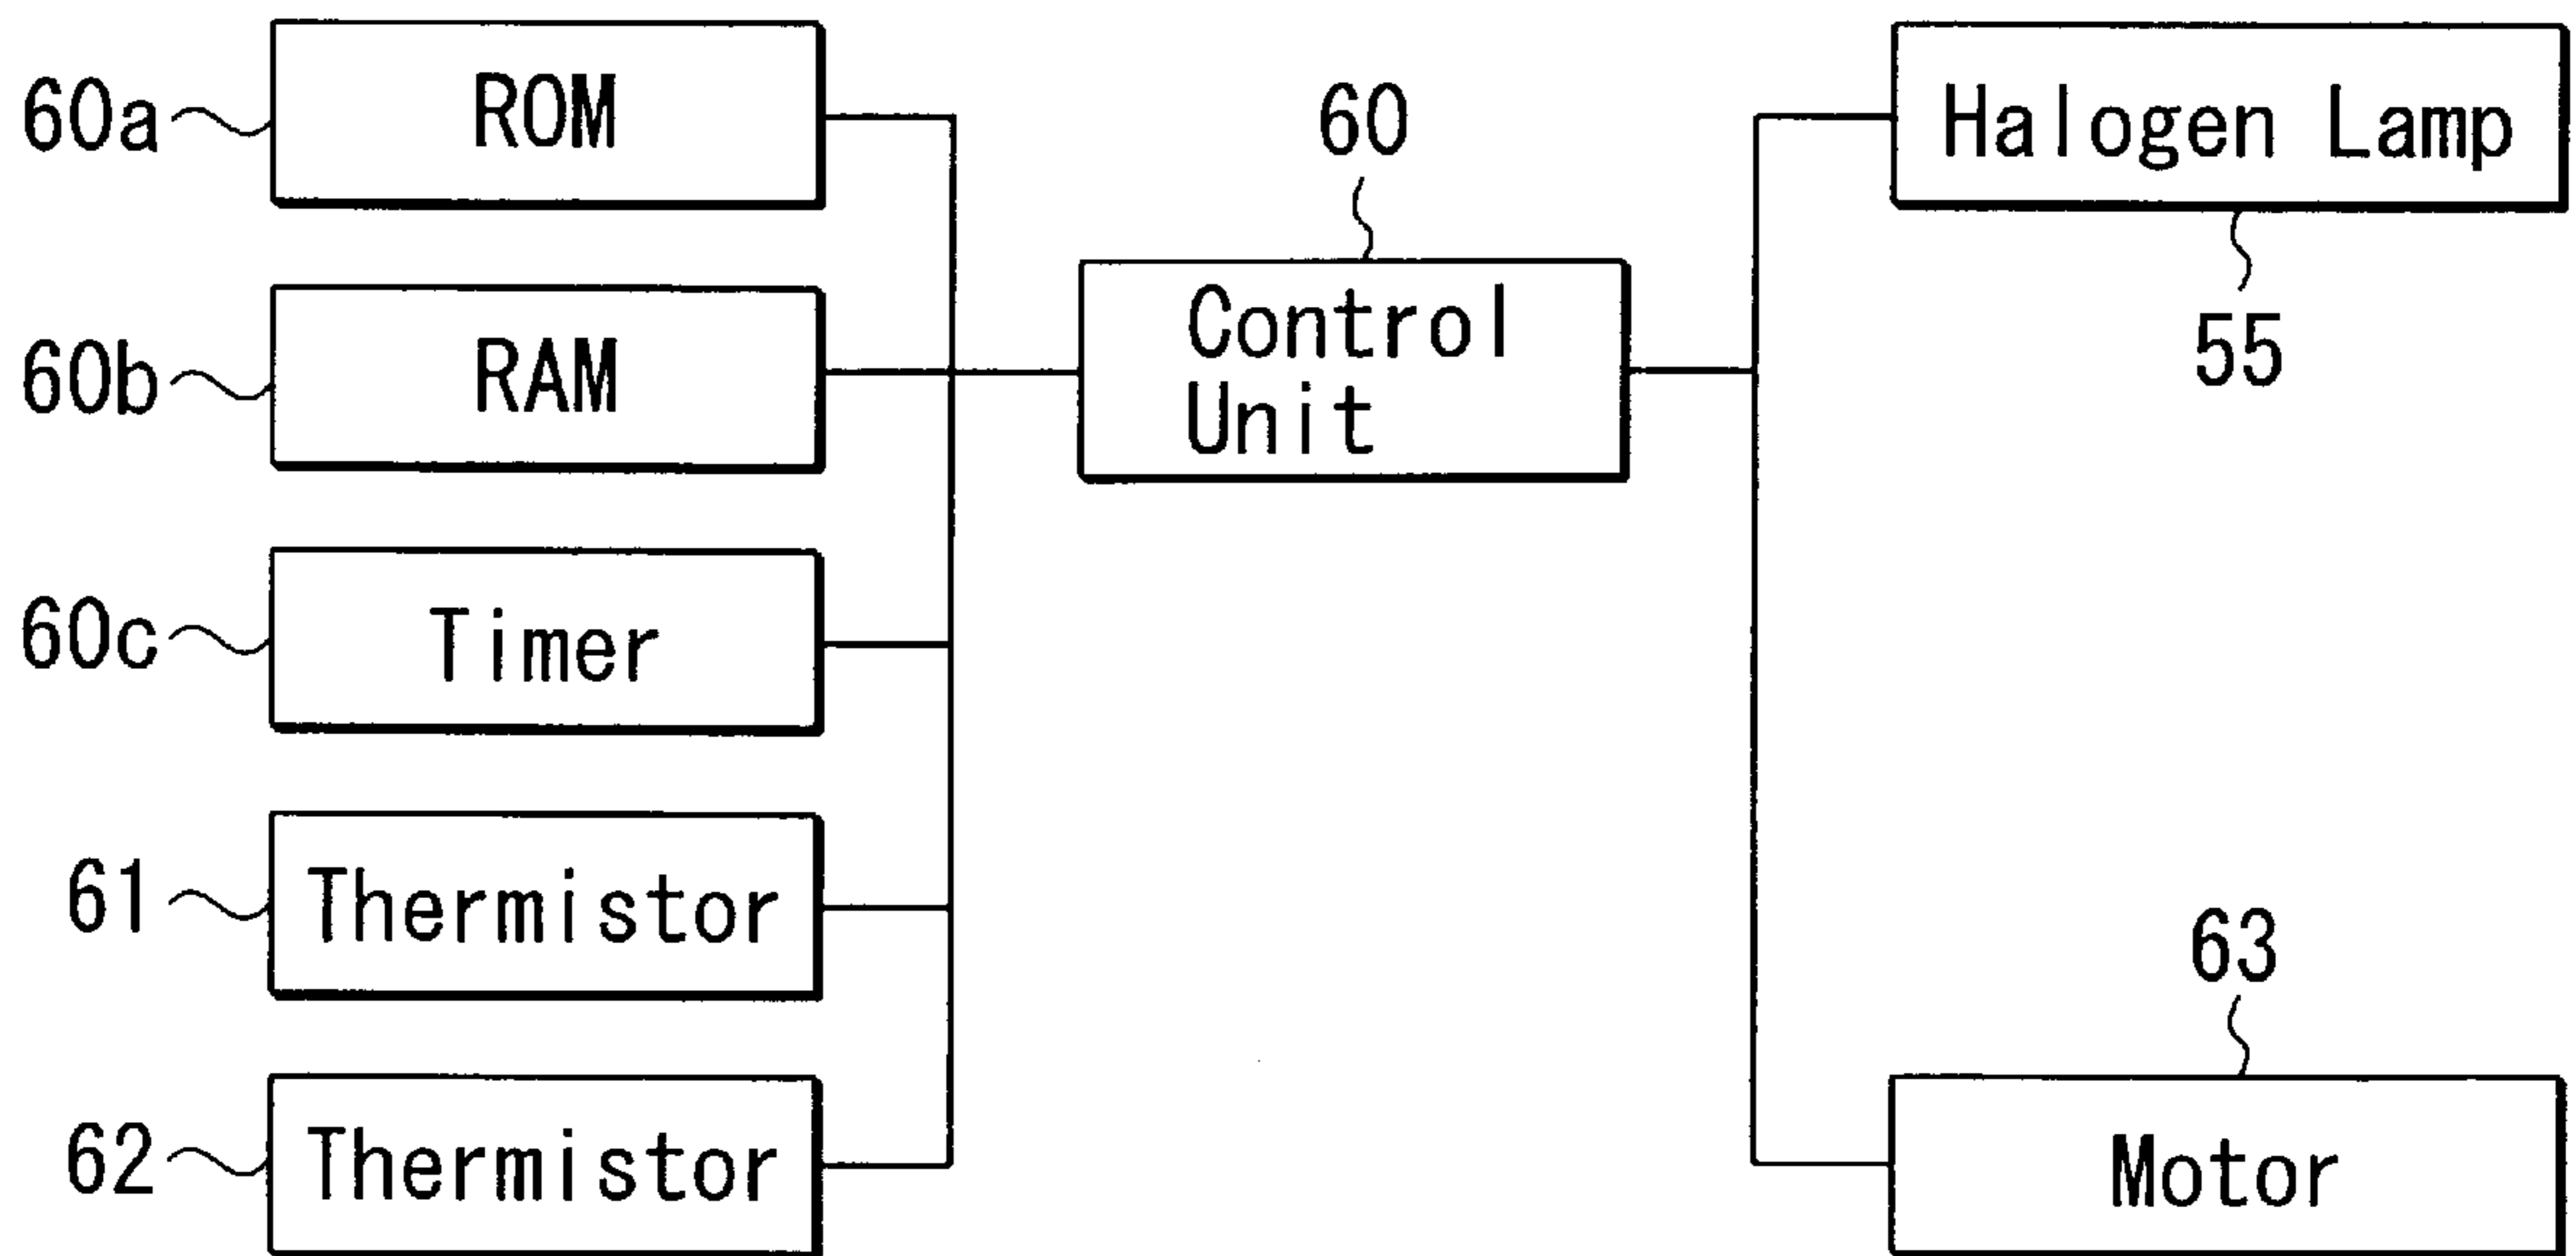 60a
ROM
60b
RAM
60c
Timer
61
Thermistor
62
Thermistor
60
Control
Unit
Halogen Lamp
55
63
Motor